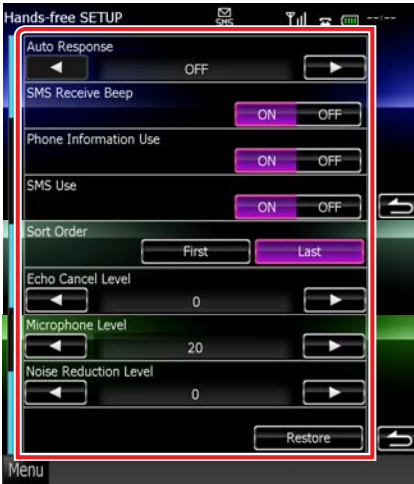 Hands-free SETUP
SMS
--:--
Auto Response
OFF
SMS Receive Beep
ON OFF
Phone Information Use
ON OFF
SMS Use
ON OFF
Sort Order
First Last
Echo Cancel Level
0
Microphone Level
20
Noise Reduction Level
0
Restore
Menu